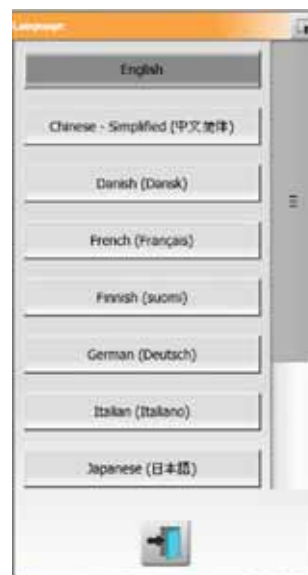 Language
English
Chinese - Simplified (中文简体)
Danish (Dansk)
French (Français)
Finnish (suomi)
German (Deutsch)
Italian (Italiano)
Japanese (日本語)